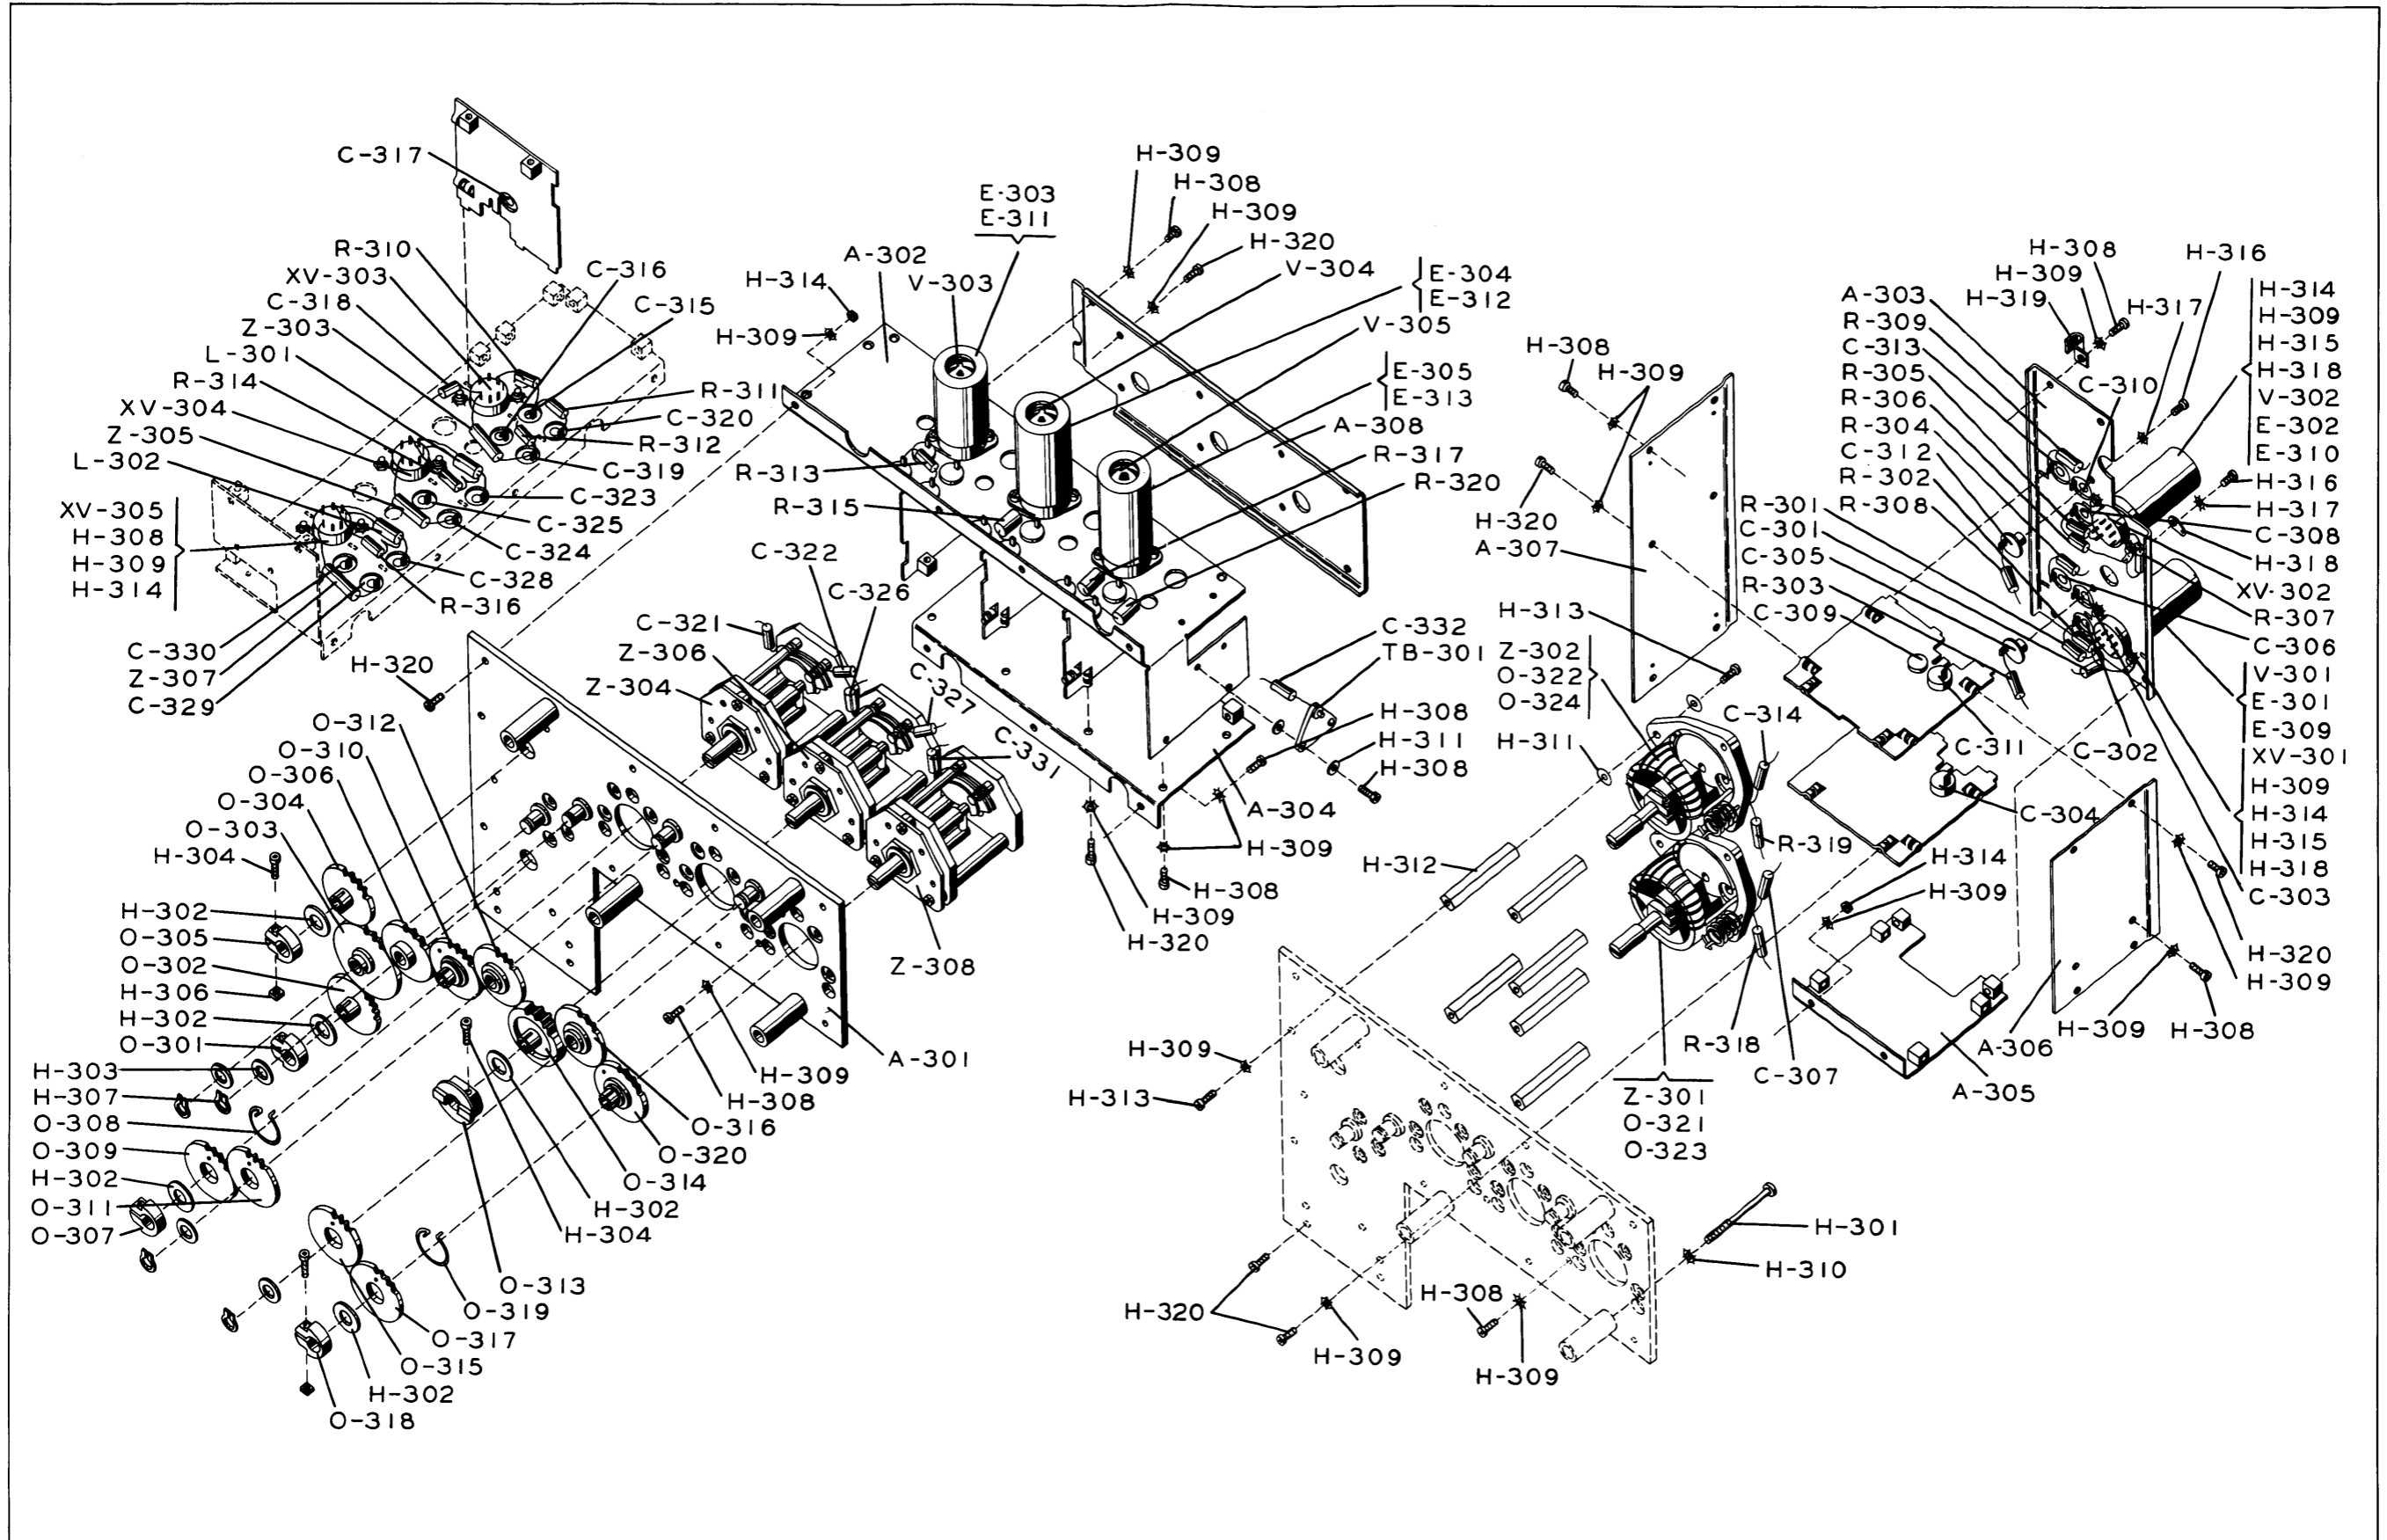 C-317
R-310
XV-303
C-318
Z-303
L-301
R-314
XV-304
Z-305
L-302
XV-305
H-308
H-309
H-314
C-330
Z-307
C-329
C-316
C-315
R-311
C-320
R-312
C-319
C-323
C-325
C-324
C-328
R-316
H-320
A-302
H-314
H-309
V-303
E-303
E-311
H-309
H-308
H-309
H-320
V-304
E-304
E-312
V-305
E-305
E-313
A-308
R-317
R-320
R-313
R-315
C-322
C-326
C-321
Z-306
Z-304
C-327
C-331
C-332
TB-301
H-308
H-311
H-308
A-304
H-309
H-308
H-309
H-320
Z-308
O-312
O-310
O-306
O-304
O-303
H-304
H-302
O-305
O-302
H-306
H-302
O-301
H-303
H-307
O-308
O-309
H-302
O-311
O-307
A-301
H-309
H-308
O-316
O-320
O-314
H-302
H-304
O-313
O-319
O-317
O-315
H-302
O-318
H-308
H-309
H-320
A-307
H-313
Z-302
O-322
O-324
H-311
C-314
R-319
H-312
R-318
C-307
Z-301
O-321
O-323
H-309
H-313
H-320
H-309
H-308
H-309
H-301
H-310
H-308
H-309
H-319
H-317
H-316
A-303
R-309
C-313
R-305
R-306
R-304
C-312
R-302
R-308
R-301
C-301
C-305
R-303
C-309
C-310
H-314
H-309
H-315
H-318
V-302
E-302
E-310
H-316
H-317
C-308
H-318
XV-302
R-307
C-306
V-301
E-301
E-309
XV-301
H-309
H-314
H-315
H-318
C-303
C-302
C-311
C-304
H-314
H-309
H-320
H-309
H-309
H-308
A-306
A-305